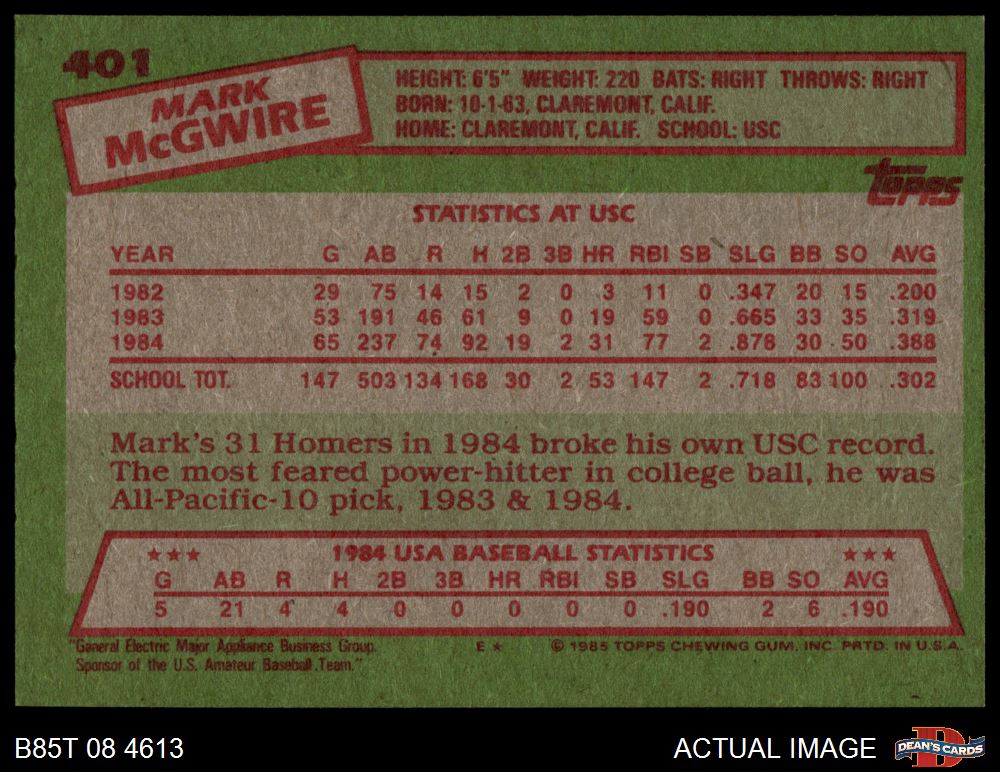 401
MARK
McGWIRE
HEIGHT: 6'5" WEIGHT: 220 BATS: RIGHT THROWS: RIGHT
BORN: 10-1-63, CLAREMONT, CALIF.
HOME: CLAREMONT, CALIF. SCHOOL: USC
topps
STATISTICS AT USC
YEAR G AB R H 2B 3B HR RBI SB SLG BB SO AVG
1982 29 75 14 15 2 0 3 11 0 .347 20 15 .200
1983 53 191 46 61 9 0 19 59 0 .665 33 35 .319
1984 65 237 74 92 19 2 31 77 2 .878 30 50 .388
SCHOOL TOT. 147 503 134 168 30 2 53 147 2 .718 83 100 .302
Mark's 31 Homers in 1984 broke his own USC record.
The most feared power-hitter in college ball, he was
All-Pacific-10 pick, 1983 & 1984.
★★★ 1984 USA BASEBALL STATISTICS ★★★
G AB R H 2B 3B HR RBI SB SLG BB SO AVG
5 21 4 4 0 0 0 0 0 .190 2 6 .190
"General Electric Major Appliance Business Group.
Sponsor of the U.S. Amateur Baseball Team."
E ★
© 1985 TOPPS CHEWING GUM, INC. PRTD. IN U.S.A.
B85T 08 4613
ACTUAL IMAGE
DEAN'S CARDS